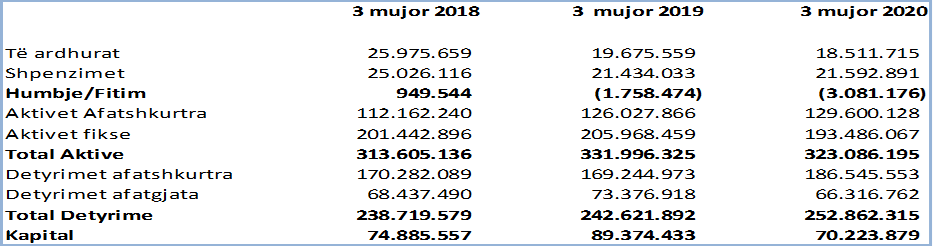 3 mujor 2018 3 mujor 2019 3 mujor 2020
Të ardhurat 25.975.659 19.675.559 18.511.715
Shpenzimet 25.026.116 21.434.033 21.592.891
Humbje/Fitim 949.544 (1.758.474) (3.081.176)
Aktivet Afatshkurtra 112.162.240 126.027.866 129.600.128
Aktivet fikse 201.442.896 205.968.459 193.486.067
Total Aktive 313.605.136 331.996.325 323.086.195
Detyrimet afatshkurtra 170.282.089 169.244.973 186.545.553
Detyrimet afatgjata 68.437.490 73.376.918 66.316.762
Total Detyrime 238.719.579 242.621.892 252.862.315
Kapital 74.885.557 89.374.433 70.223.879